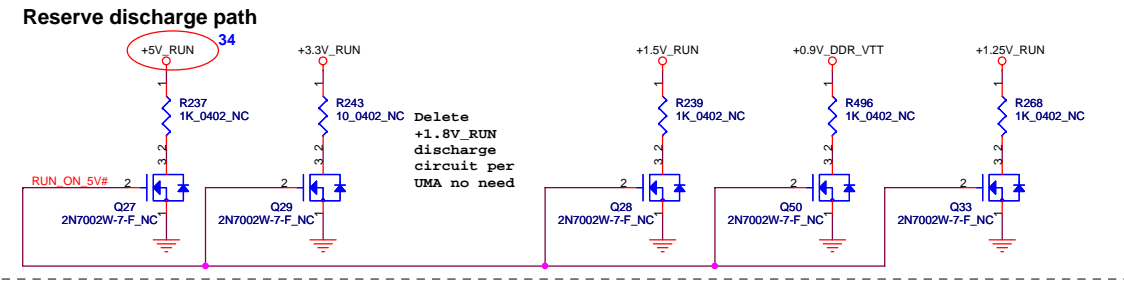 Reserve discharge path
34
+5V_RUN
+3.3V_RUN
+1.5V_RUN
+0.9V_DDR_VTT
+1.25V_RUN
1
1
1
1
1
R237
1K_0402_NC
R243
10_0402_NC
Delete
+1.8V_RUN
discharge
circuit per
UMA no need
R239
1K_0402_NC
R496
1K_0402_NC
R268
1K_0402_NC
2
2
2
2
2
3
3
3
3
3
RUN_ON_5V#
2
2
2
2
2
1
1
1
1
1
Q27
2N7002W-7-F_NC
Q29
2N7002W-7-F_NC
Q28
2N7002W-7-F_NC
Q50
2N7002W-7-F_NC
Q33
2N7002W-7-F_NC